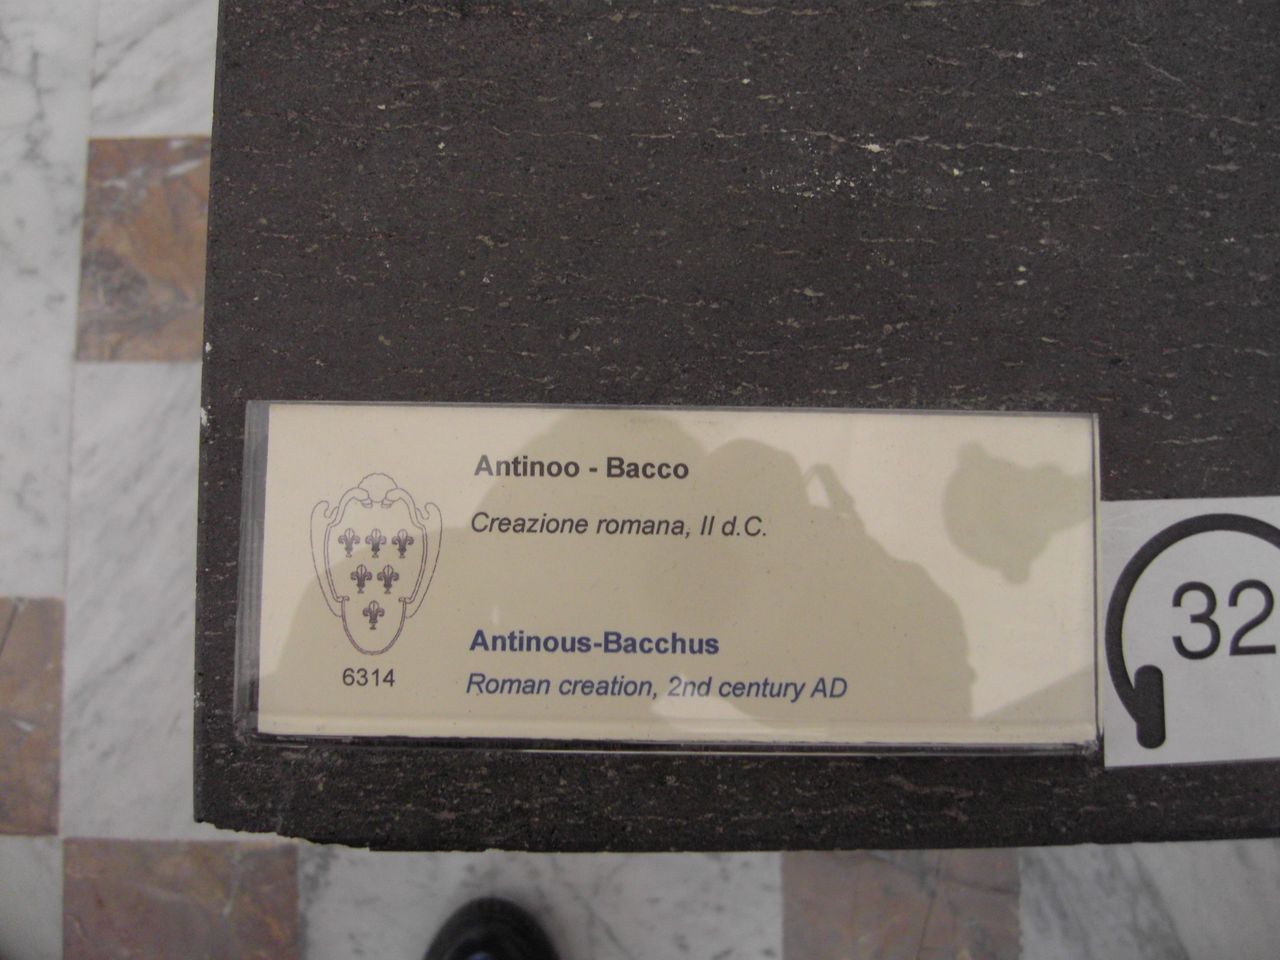 Antinoo - Bacco
Creazione romana, II d.C.
Antinous-Bacchus
Roman creation, 2nd century AD
6314
32